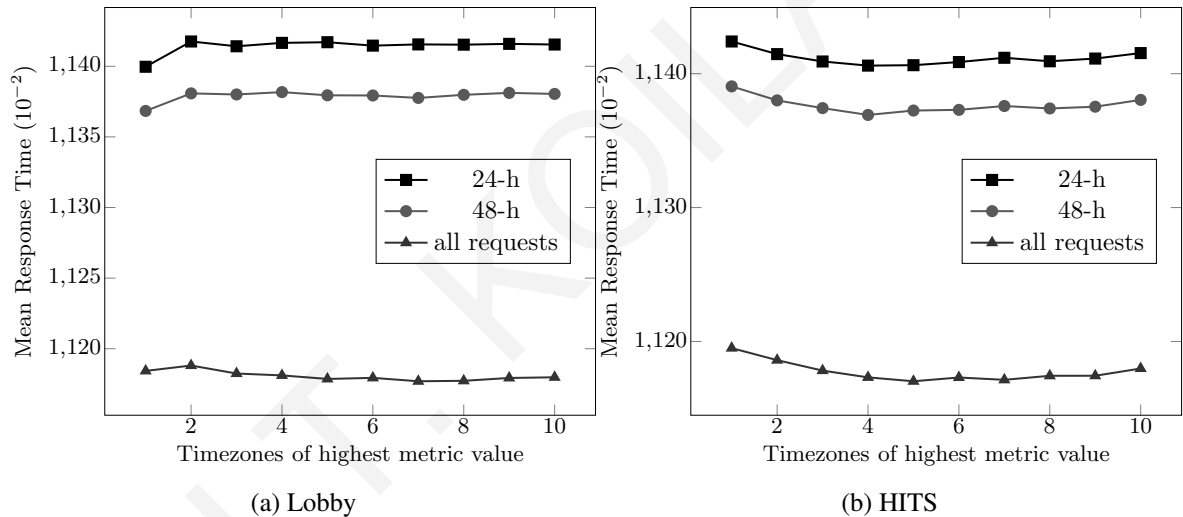 1,140
1,135
1,130
1,125
1,120
Mean Response Time (10−2)
24-h
48-h
all requests
2 4 6 8 10
Timezones of highest metric value
(a) Lobby
1,140
1,130
1,120
Mean Response Time (10−2)
24-h
48-h
all requests
2 4 6 8 10
Timezones of highest metric value
(b) HITS